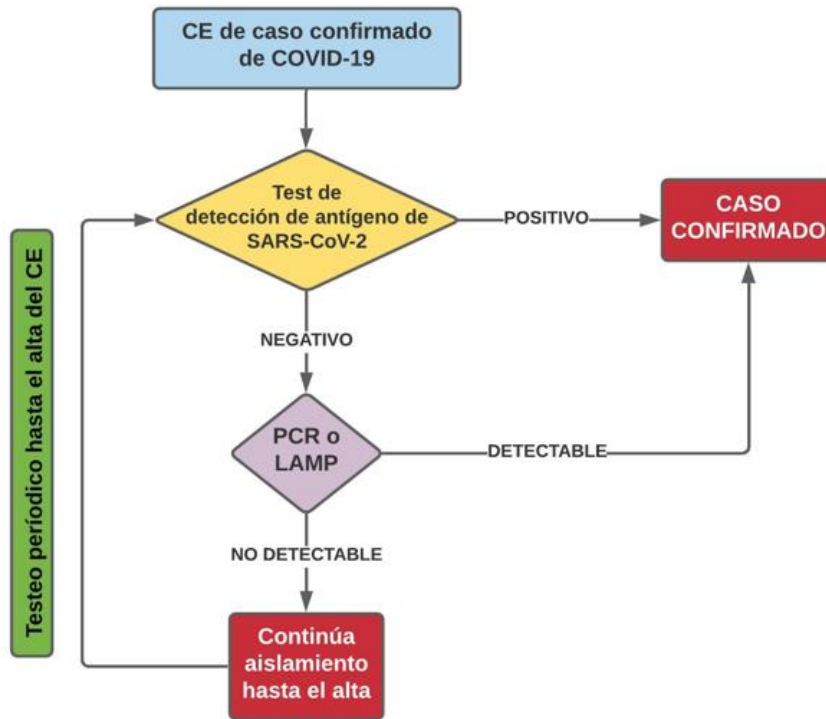 CE de caso confirmado
de COVID-19
Test de
detección de antígeno de
SARS-CoV-2
POSITIVO
CASO
CONFIRMADO
Testeo períodico hasta el alta del CE
NEGATIVO
PCR o
LAMP
DETECTABLE
NO DETECTABLE
Continúa
aislamiento
hasta el alta